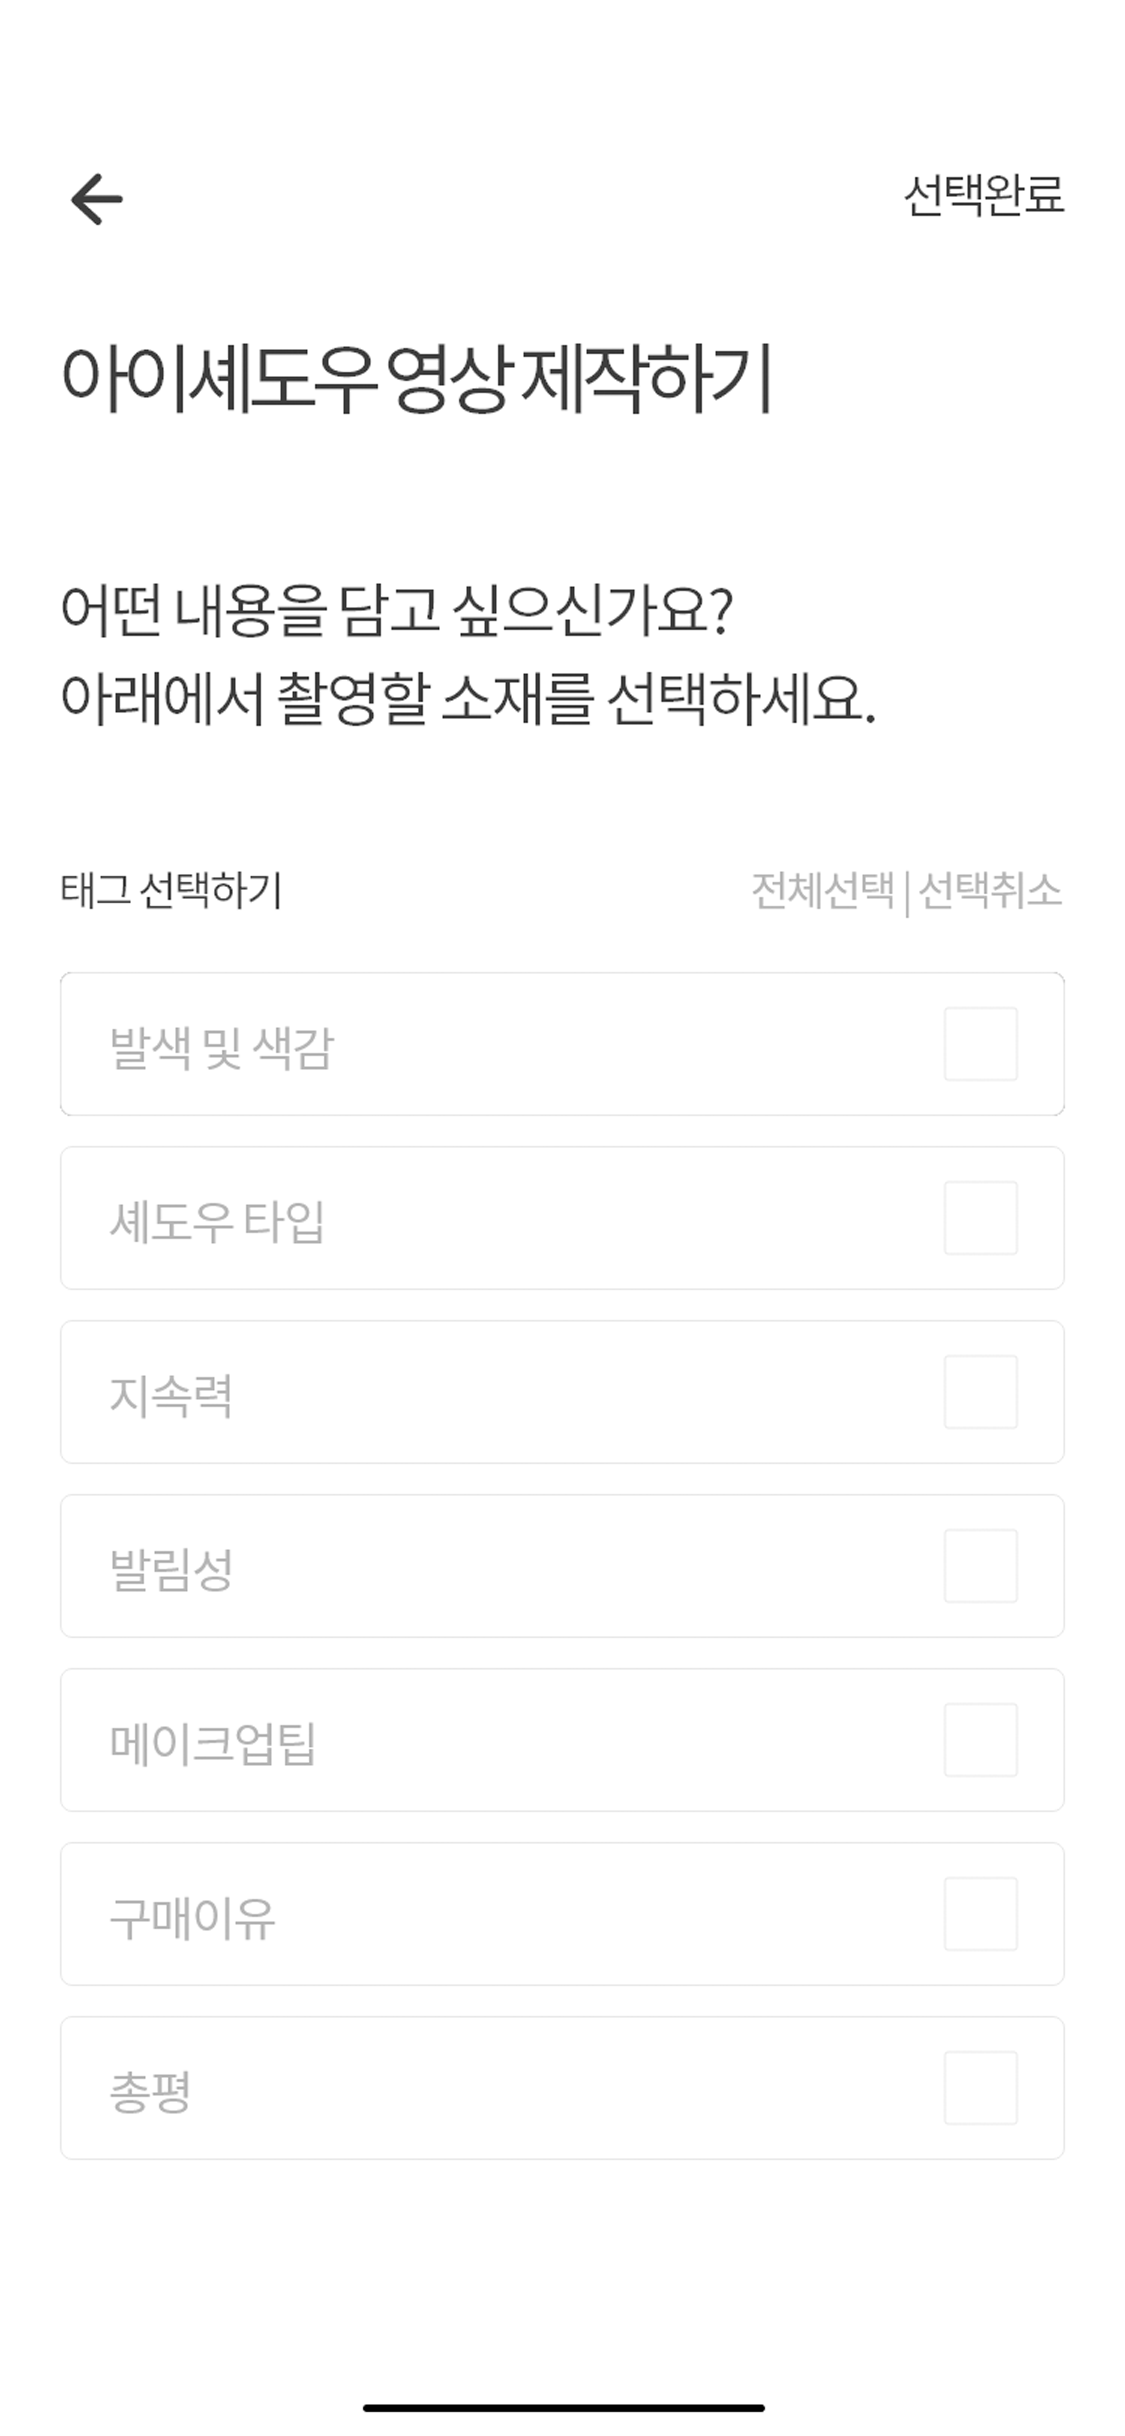 선택완료
아이셰도우 영상 제작하기
어떤 내용을 담고 싶으신가요?
아래에서 촬영할 소재를 선택하세요.
태그 선택하기 전체선택 | 선택취소
발색 및 색감
셰도우 타입
지속력
발림성
메이크업팁
구매이유
총평